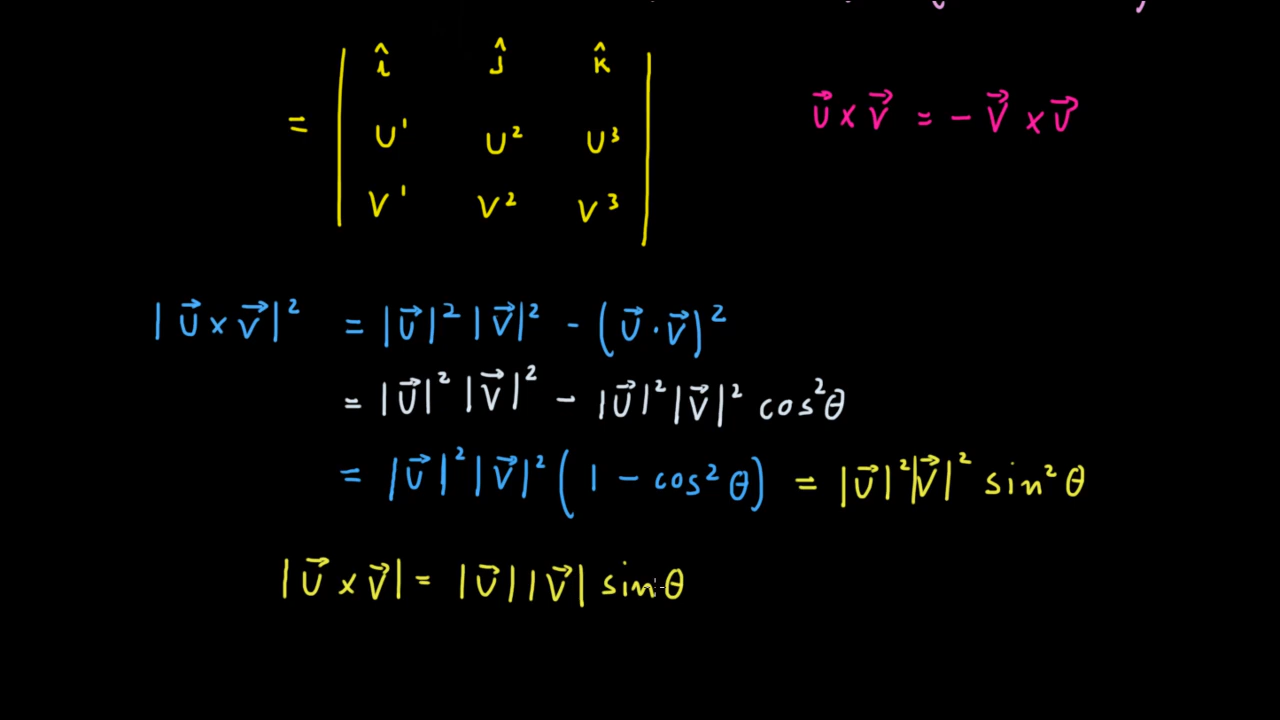 î ĵ k̂
= | U¹ U² U³ |
V¹ V² V³
U⃗ × V⃗ = - V⃗ × U⃗
|U⃗ × V⃗|² = |U⃗|² |V⃗|² - (U⃗ · V⃗)²
= |U⃗|² |V⃗|² - |U⃗|² |V⃗|² cos²θ
= |U⃗|² |V⃗|² (1 - cos²θ) = |U⃗|² |V⃗|² sin²θ
|U⃗ × V⃗| = |U⃗| |V⃗| sinθ